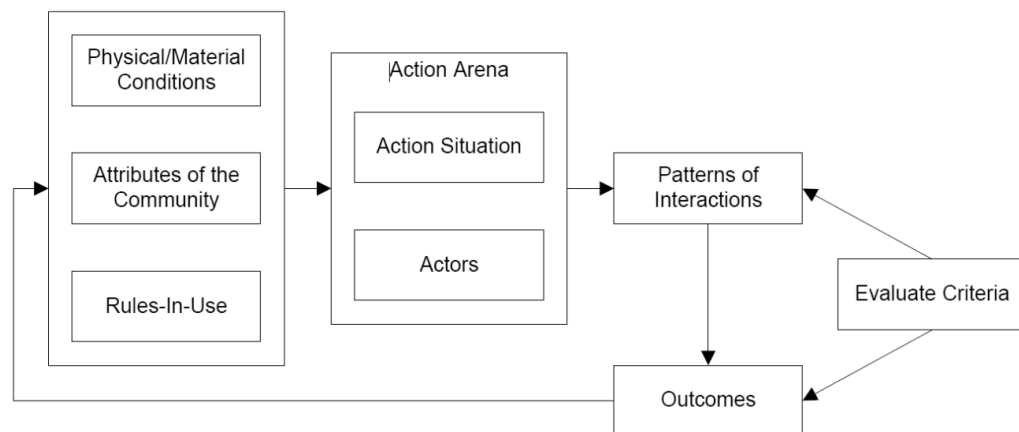 Physical/Material
Conditions
Attributes of the
Community
Rules-In-Use
Action Arena
Action Situation
Actors
Patterns of
Interactions
Evaluate Criteria
Outcomes